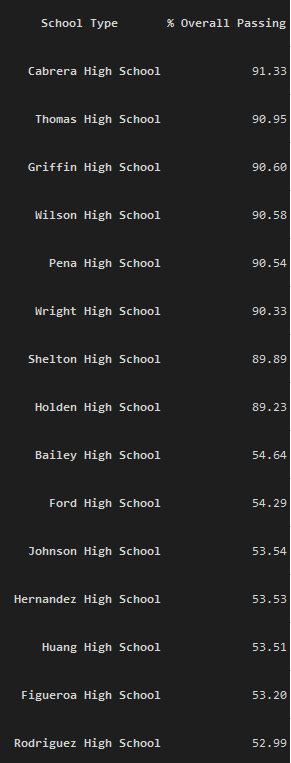 School Type % Overall Passing
Cabrera High School 91.33
Thomas High School 90.95
Griffin High School 90.60
Wilson High School 90.58
Pena High School 90.54
Wright High School 90.33
Shelton High School 89.89
Holden High School 89.23
Bailey High School 54.64
Ford High School 54.29
Johnson High School 53.54
Hernandez High School 53.53
Huang High School 53.51
Figueroa High School 53.20
Rodriguez High School 52.99